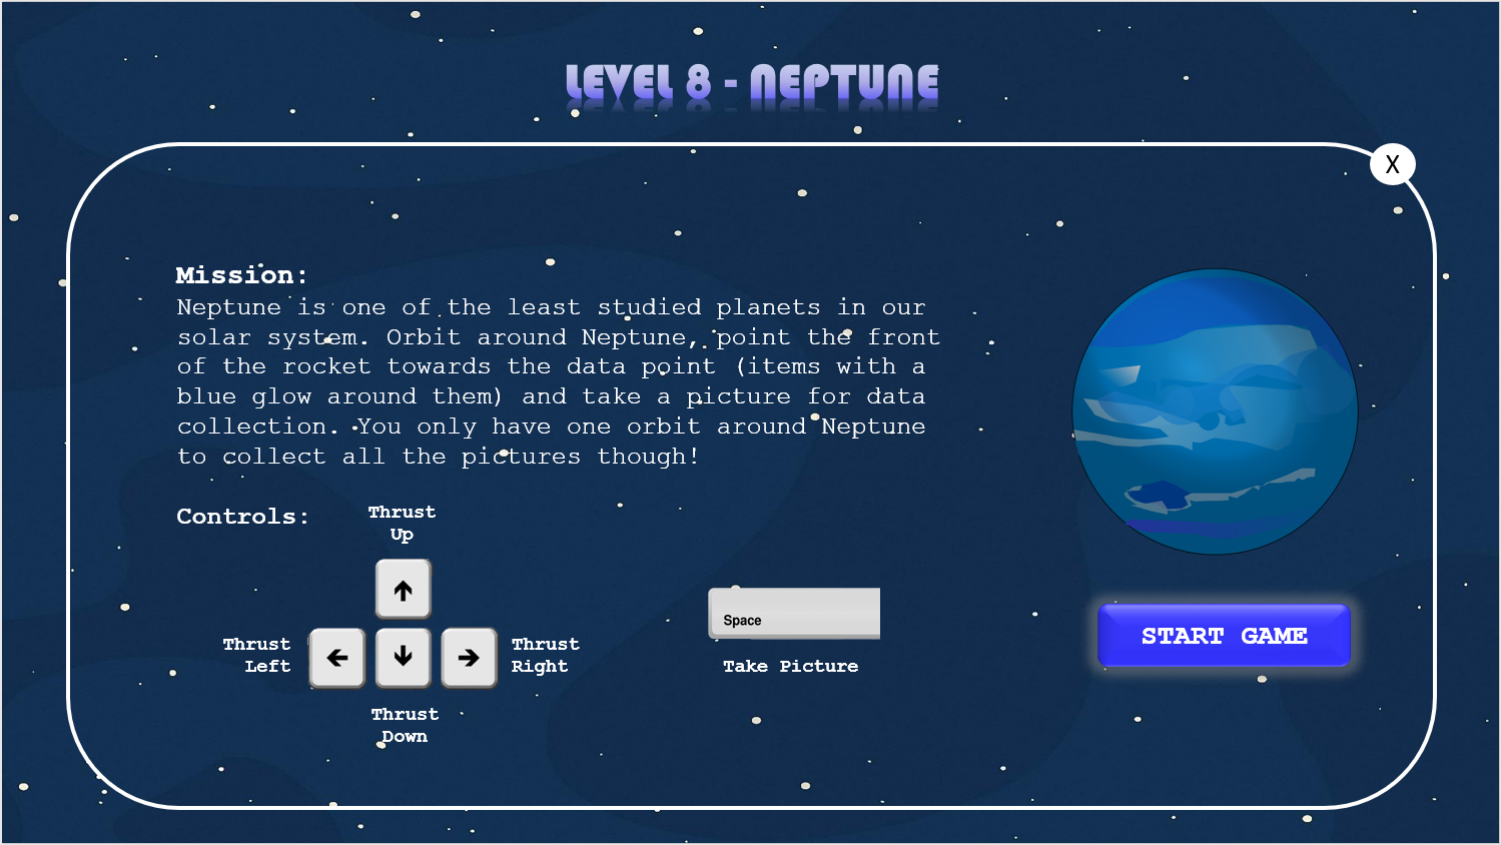 LEVEL 8 - NEPTUNE
X
Mission:
Neptune is one of the least studied planets in our
solar system. Orbit around Neptune, point the front
of the rocket towards the data point (items with a
blue glow around them) and take a picture for data
collection. You only have one orbit around Neptune
to collect all the pictures though!
Controls:
Thrust
Up
Thrust
Left
Thrust
Right
Thrust
Down
Space
Take Picture
START GAME